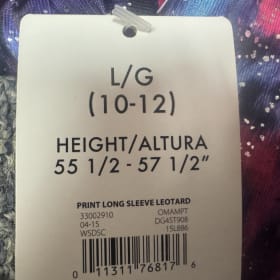 L/G
(10-12)
HEIGHT/ALTURA
55 1/2 - 57 1/2"
PRINT LONG SLEEVE LEOTARD
33002910 OMAMPT
04-15 DG45T908
WSDSC 15L886
0 11311 76817 6